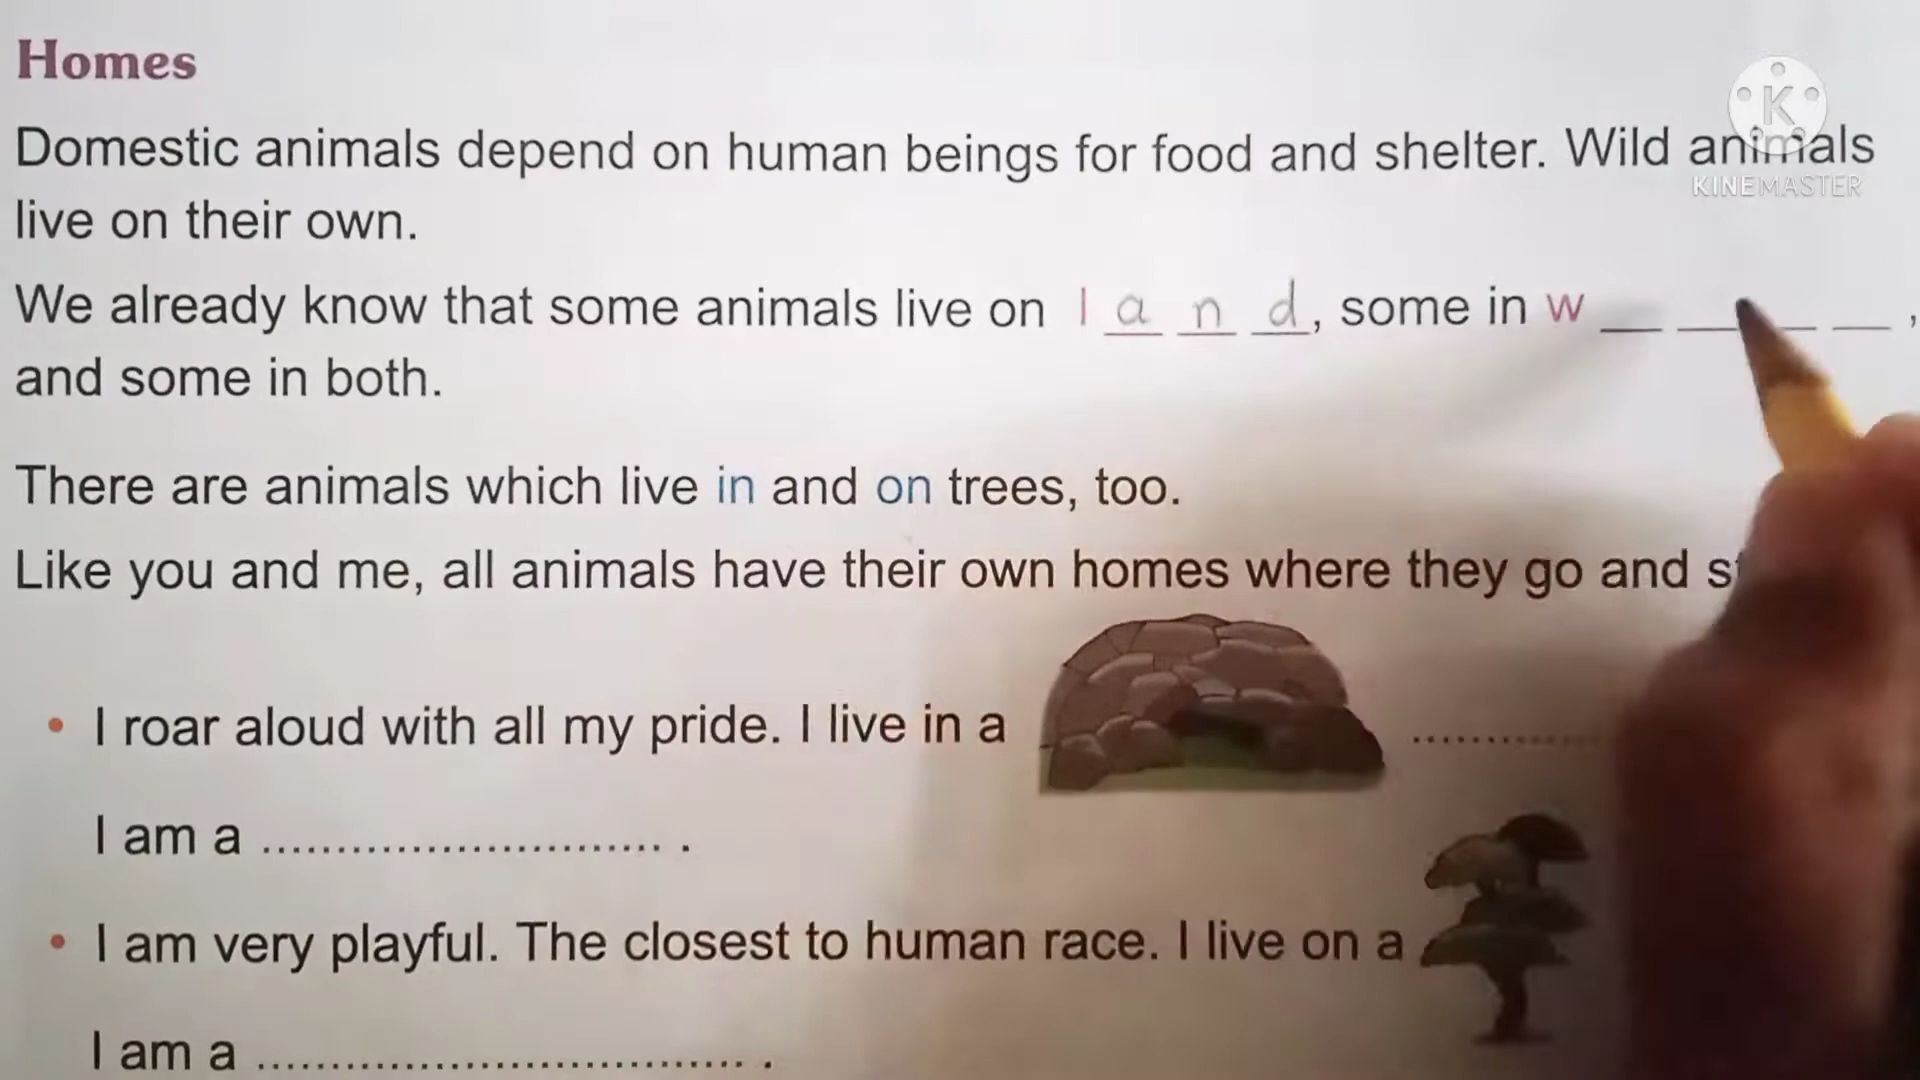 Homes
Domestic animals depend on human beings for food and shelter. Wild animals
live on their own.
We already know that some animals live on l a n d, some in w __ __ __ __,
and some in both.
There are animals which live in and on trees, too.
Like you and me, all animals have their own homes where they go and
I roar aloud with all my pride. I live in a ..............
I am a ........................... .
I am very playful. The closest to human race. I live on a
I am a ................................. .
K
KINEMASTER